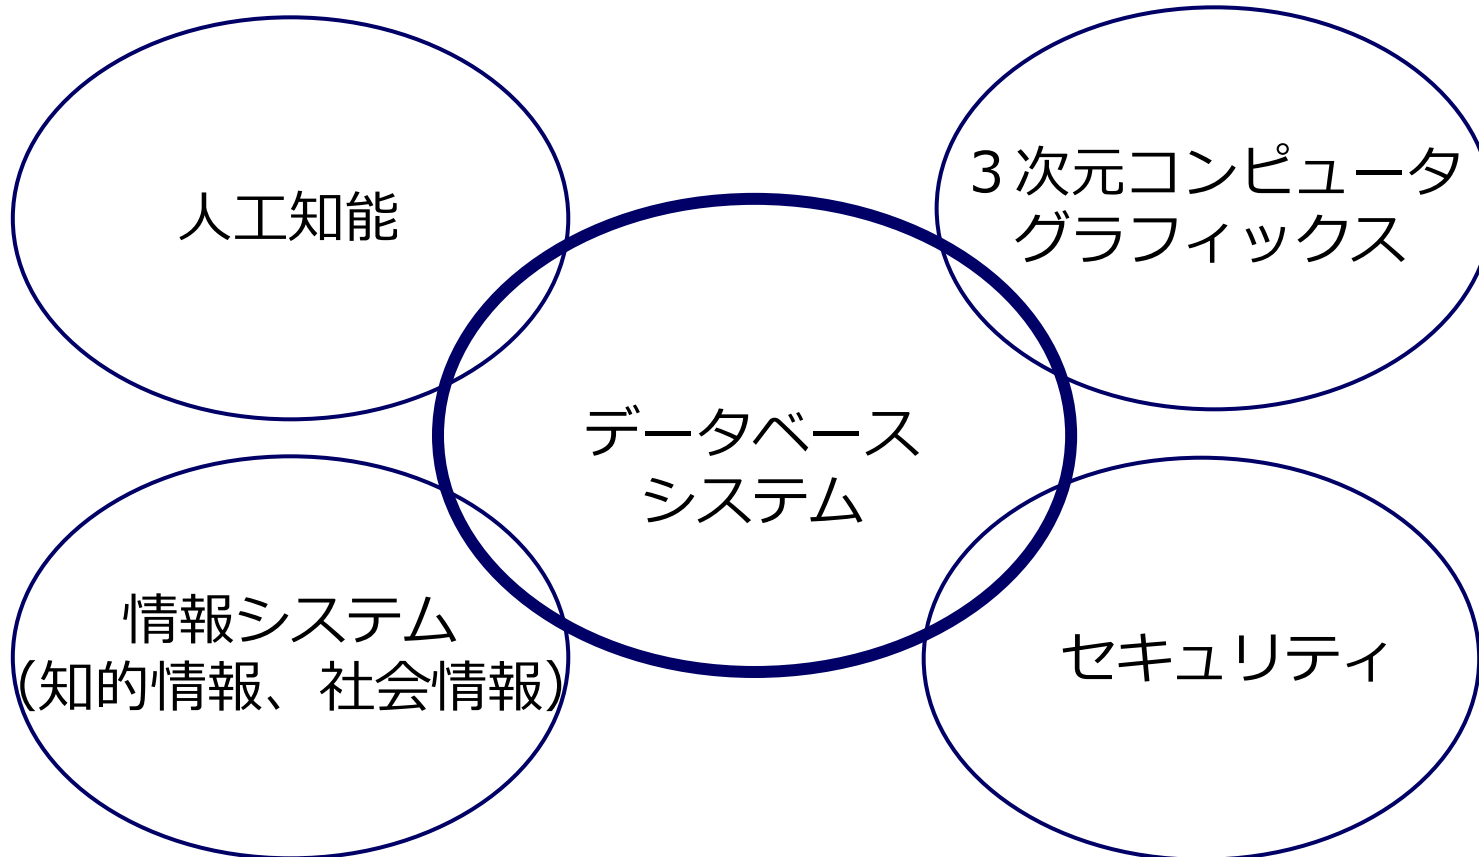 人工知能
３次元コンピュータ
グラフィックス
データベース
システム
情報システム
（知的情報、社会情報）
セキュリティ